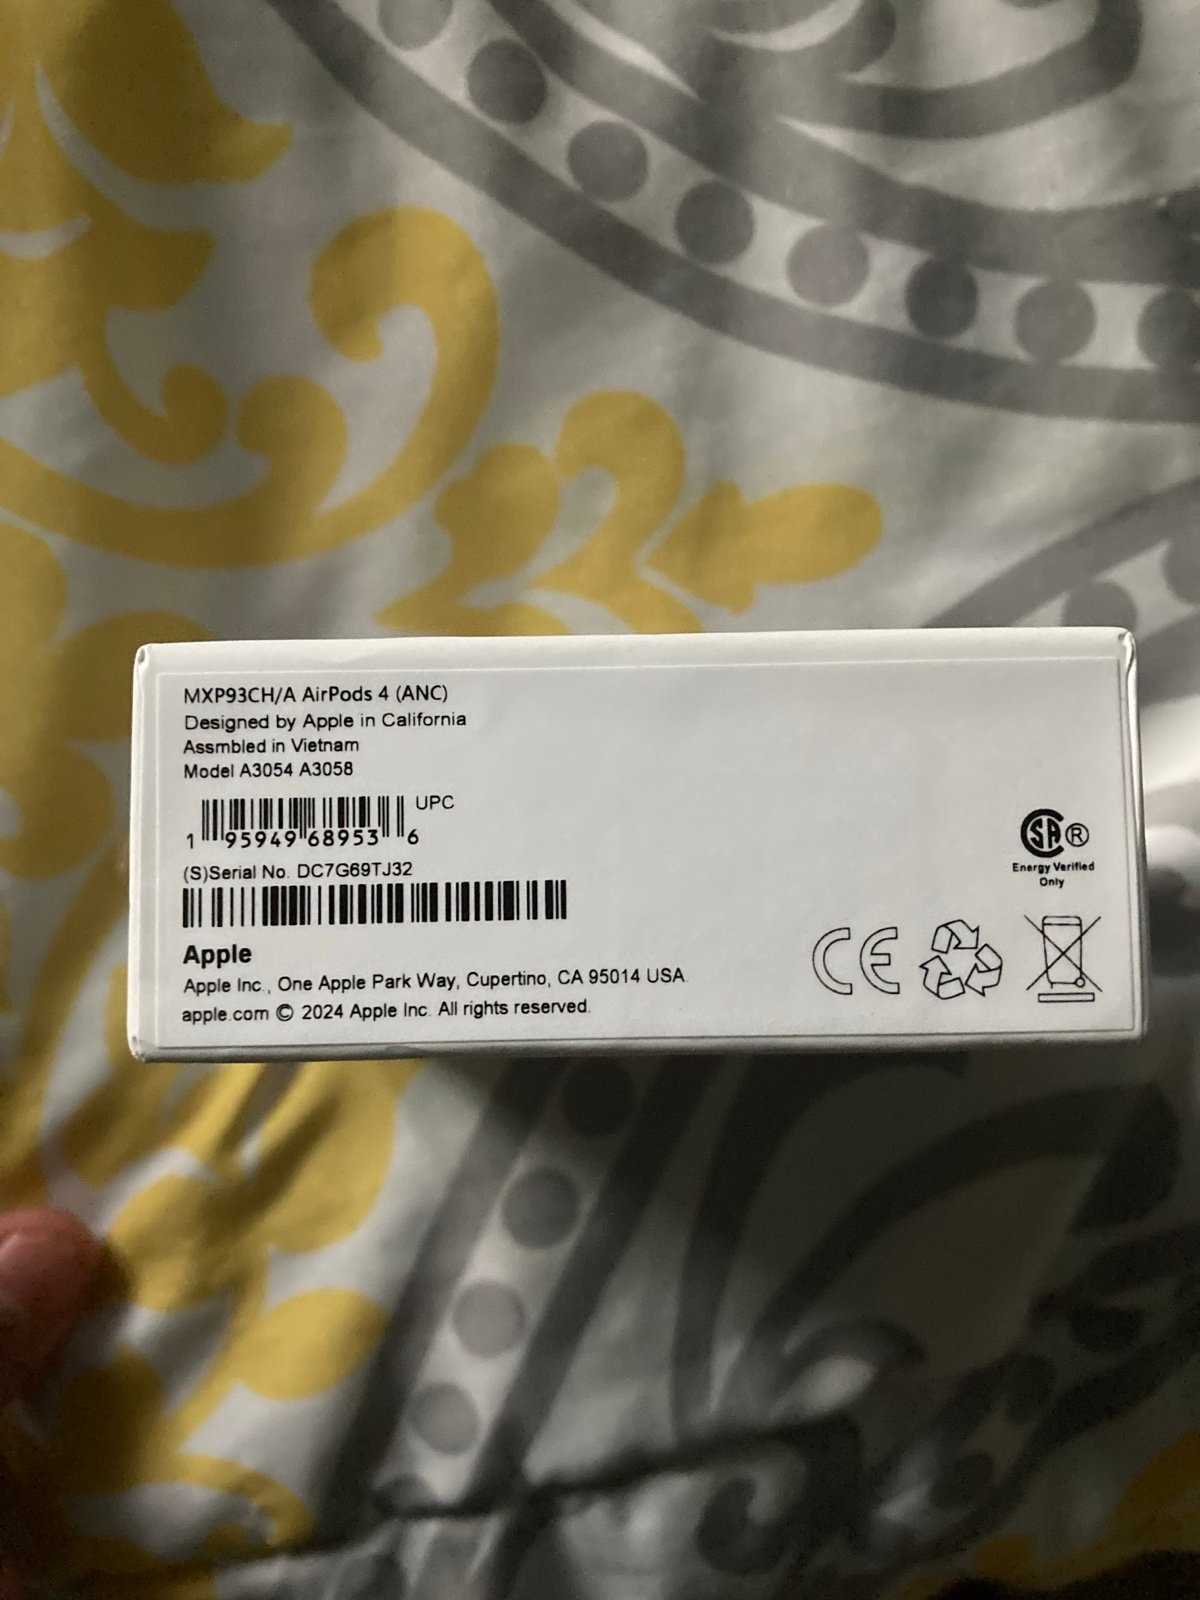 MXP93CH/A AirPods 4 (ANC)
Designed by Apple in California
Assmbled in Vietnam
Model A3054 A3058
UPC
1 95949 68953 6
(S)Serial No. DC7G69TJ32
Apple
Apple Inc., One Apple Park Way, Cupertino, CA 95014 USA.
apple.com © 2024 Apple Inc. All rights reserved.
SA ®
Energy Verified
Only
CE